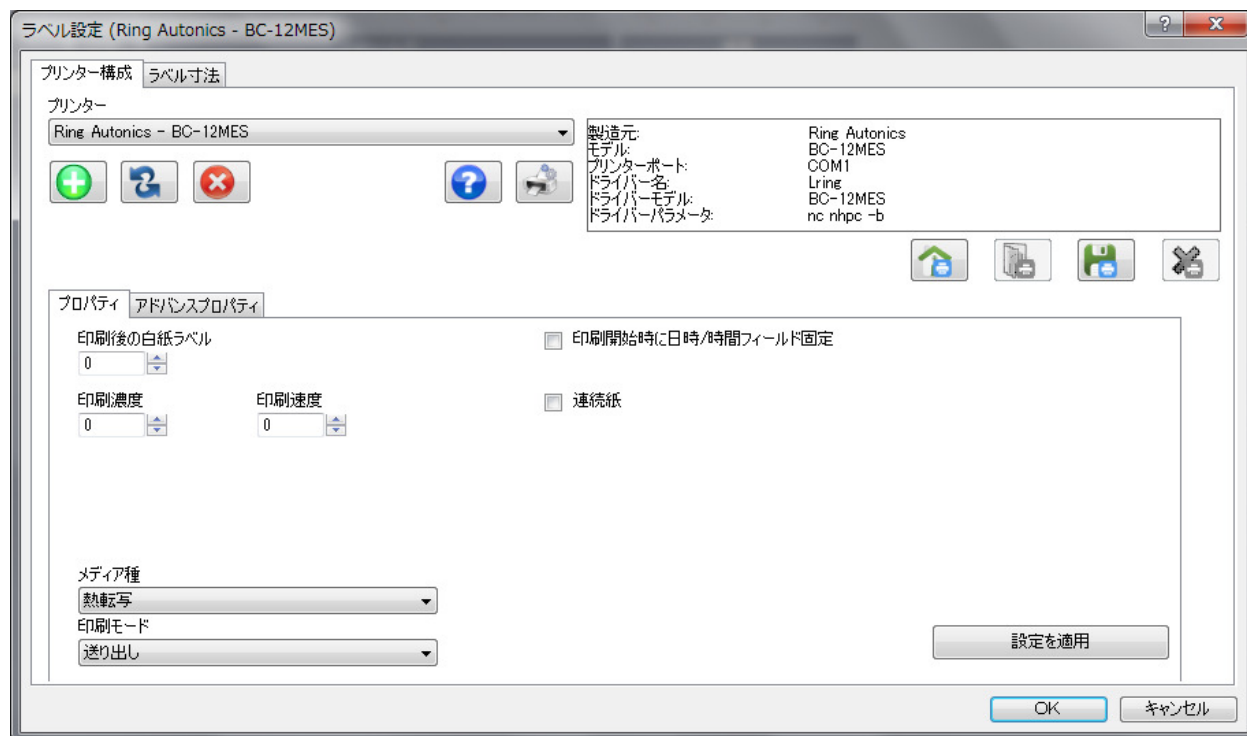 ラベル設定 (Ring Autonics - BC-12MES)
プリンター構成 ラベル寸法
プリンター
Ring Autonics - BC-12MES
製造元: Ring Autonics
モデル: BC-12MES
プリンターポート: COM1
ドライバー名: Lring
ドライバーモデル: BC-12MES
ドライバーパラメータ: nc nhpc -b
プロパティ アドバンスプロパティ
印刷後の白紙ラベル 印刷開始時に日時/時間フィールド固定
0
印刷濃度 印刷速度 連続紙
0 0
メディア種
熱転写
印刷モード
送り出し 設定を適用
OK キャンセル